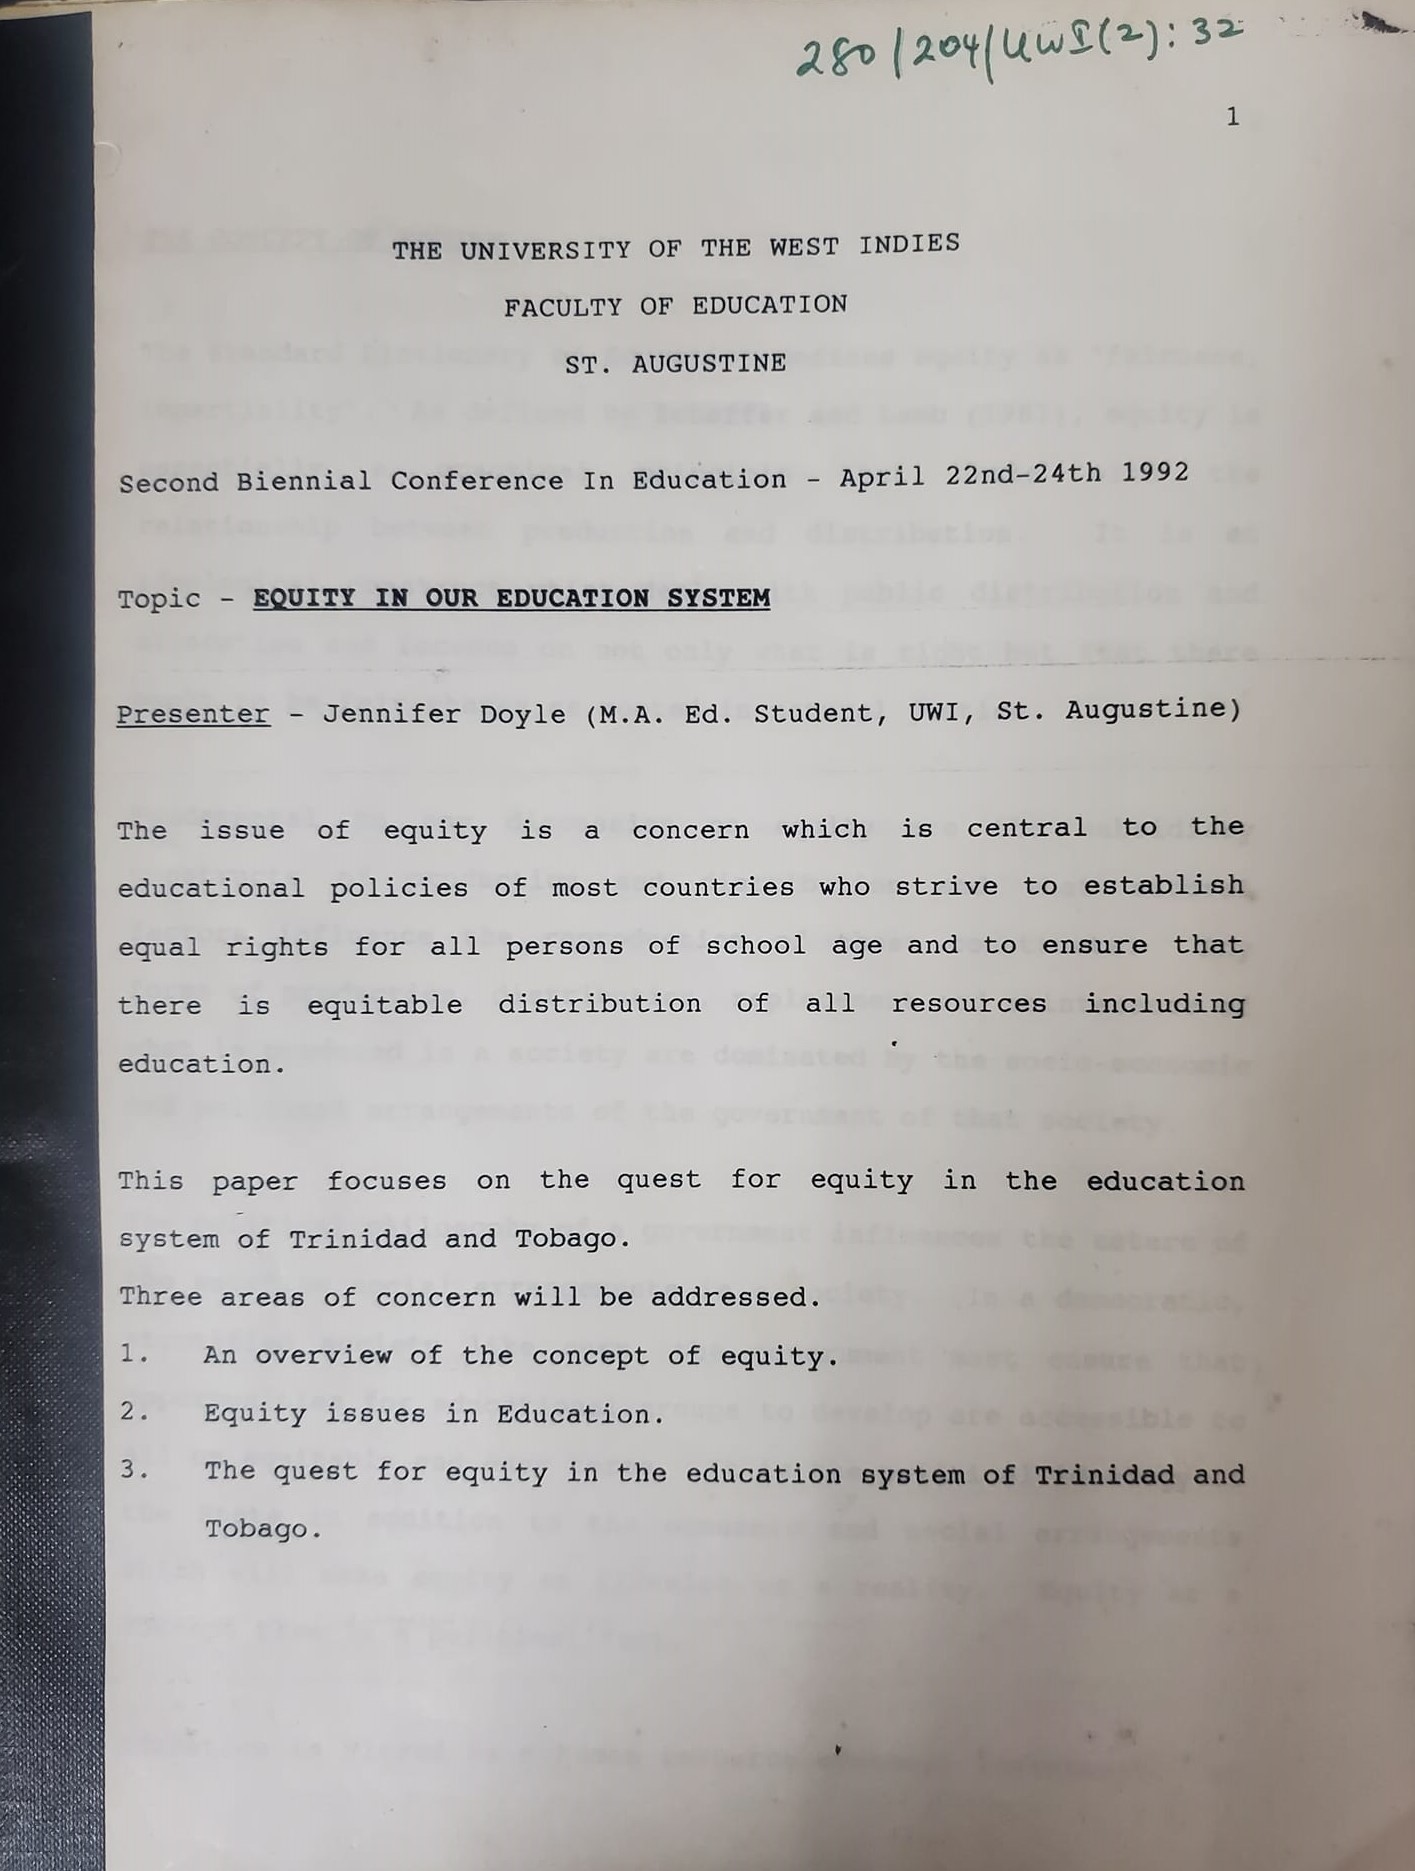 280/204/UWI(2): 32
1
THE UNIVERSITY OF THE WEST INDIES
FACULTY OF EDUCATION
ST. AUGUSTINE
Second Biennial Conference In Education - April 22nd-24th 1992
Topic - EQUITY IN OUR EDUCATION SYSTEM
Presenter - Jennifer Doyle (M.A. Ed. Student, UWI, St. Augustine)
The issue of equity is a concern which is central to the
educational policies of most countries who strive to establish
equal rights for all persons of school age and to ensure that
there is equitable distribution of all resources including
education.
This paper focuses on the quest for equity in the education
system of Trinidad and Tobago.
Three areas of concern will be addressed.
1. An overview of the concept of equity.
2. Equity issues in Education.
3. The quest for equity in the education system of Trinidad and
Tobago.